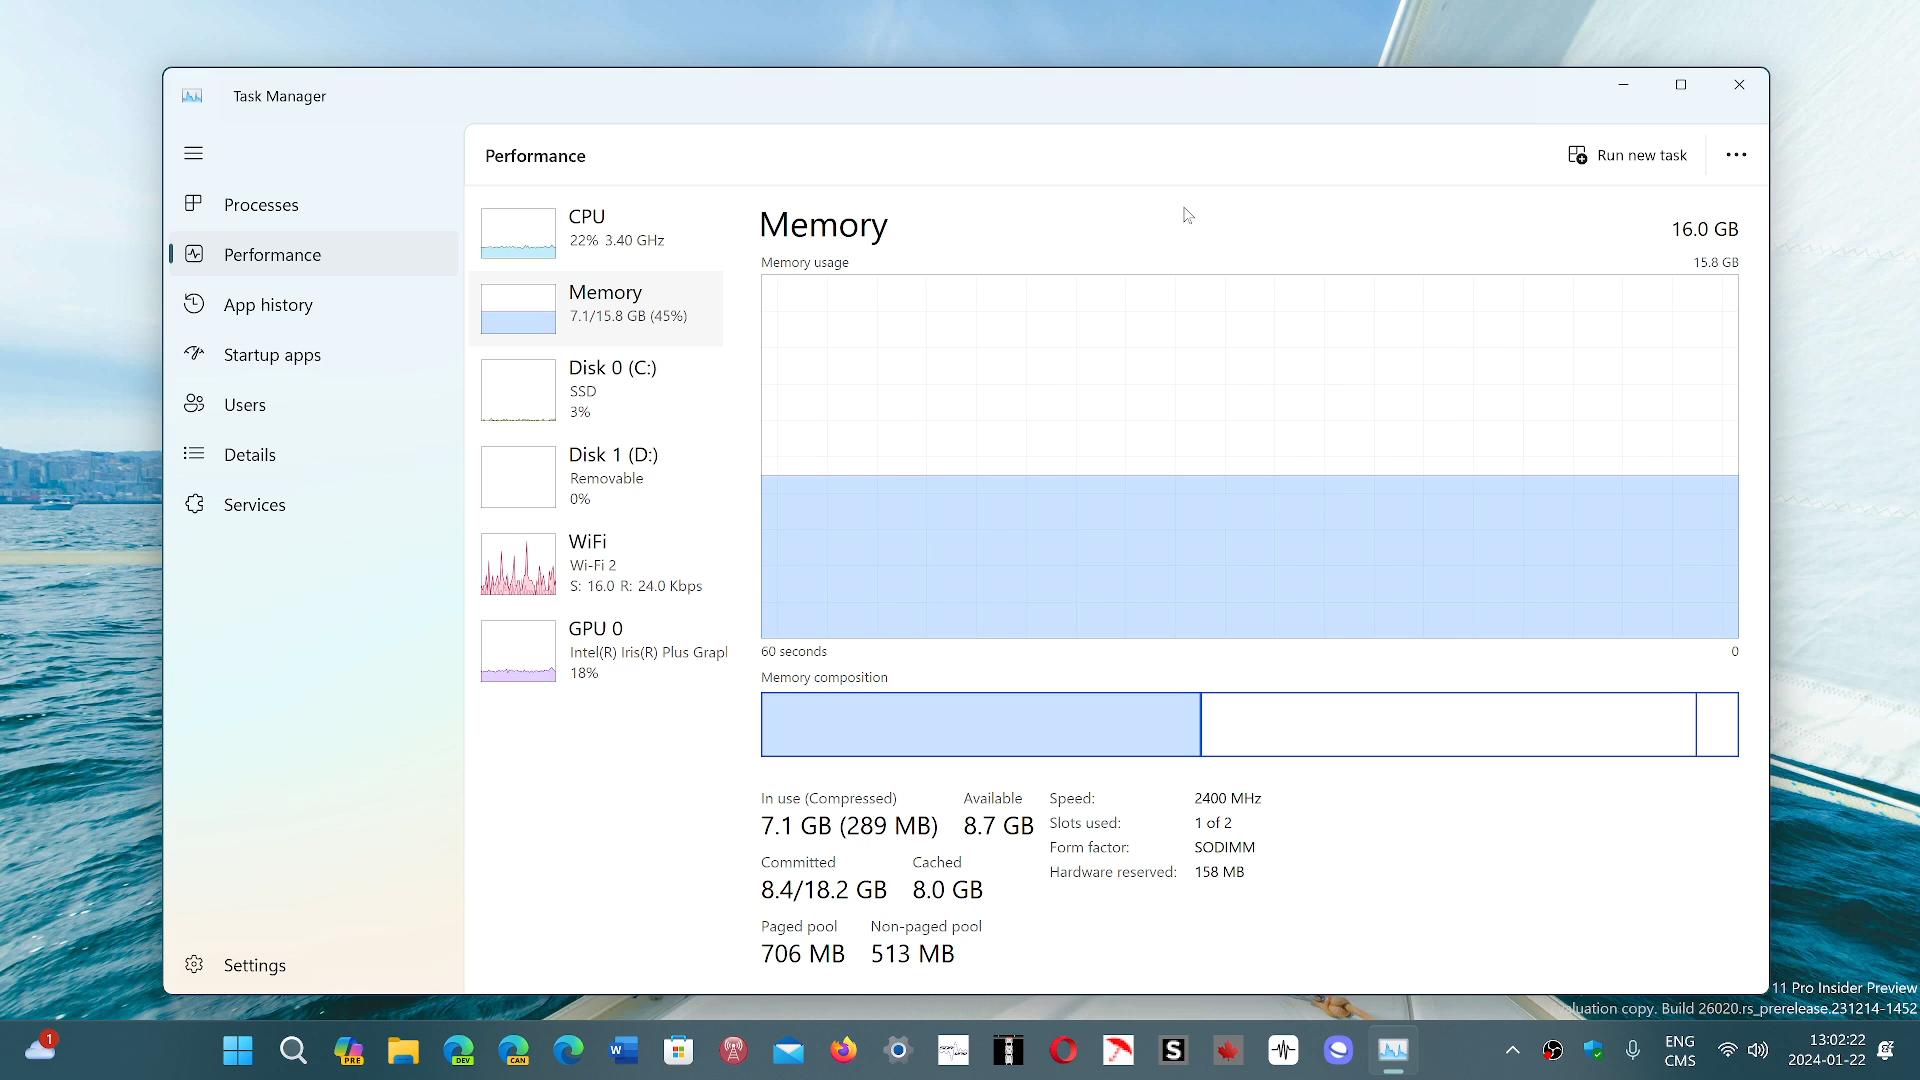 Task Manager
Performance
Run new task
Processes
Performance
App history
Startup apps
Users
Details
Services
Settings
CPU
22% 3.40 GHz
Memory
7.1/15.8 GB (45%)
Disk 0 (C:)
SSD
3%
Disk 1 (D:)
Removable
0%
WiFi
Wi-Fi 2
S: 16.0 R: 24.0 Kbps
GPU 0
Intel(R) Iris(R) Plus Grapl
18%
Memory
16.0 GB
Memory usage
15.8 GB
60 seconds
0
Memory composition
In use (Compressed)
7.1 GB (289 MB)
Available
8.7 GB
Committed
8.4/18.2 GB
Cached
8.0 GB
Paged pool
706 MB
Non-paged pool
513 MB
Speed: 2400 MHz
Slots used: 1 of 2
Form factor: SODIMM
Hardware reserved: 158 MB
11 Pro Insider Preview
luation copy. Build 26020.rs_prerelease.231214-1452
1
PRE
DEV
CAN
W
S
ENG
CMS
13:02:22
2024-01-22